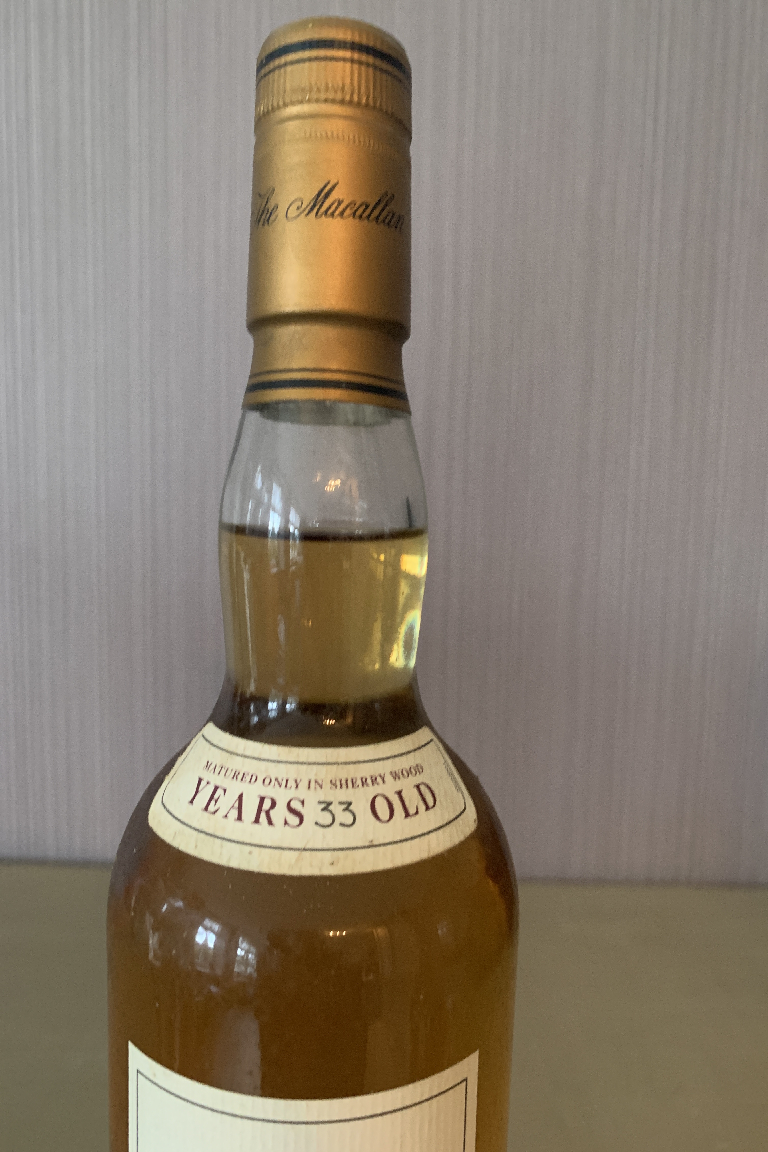 The Macallan
MATURED ONLY IN SHERRY WOOD
YEARS 33 OLD